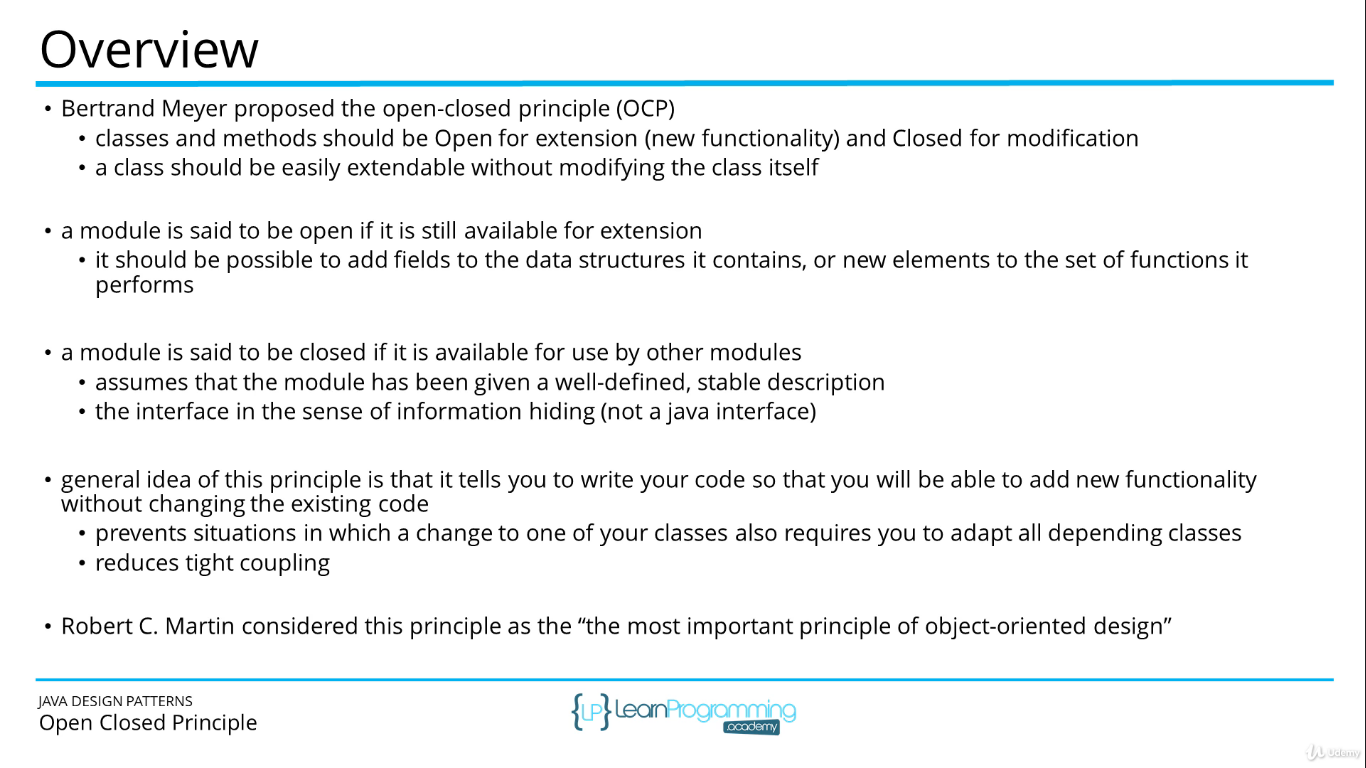 Overview
• Bertrand Meyer proposed the open-closed principle (OCP)
• classes and methods should be Open for extension (new functionality) and Closed for modification
• a class should be easily extendable without modifying the class itself
• a module is said to be open if it is still available for extension
• it should be possible to add fields to the data structures it contains, or new elements to the set of functions it
performs
• a module is said to be closed if it is available for use by other modules
• assumes that the module has been given a well-defined, stable description
• the interface in the sense of information hiding (not a java interface)
• general idea of this principle is that it tells you to write your code so that you will be able to add new functionality
without changing the existing code
• prevents situations in which a change to one of your classes also requires you to adapt all depending classes
• reduces tight coupling
• Robert C. Martin considered this principle as the “the most important principle of object-oriented design”
JAVA DESIGN PATTERNS
Open Closed Principle
{LP} LearnProgramming
.academy
Udemy